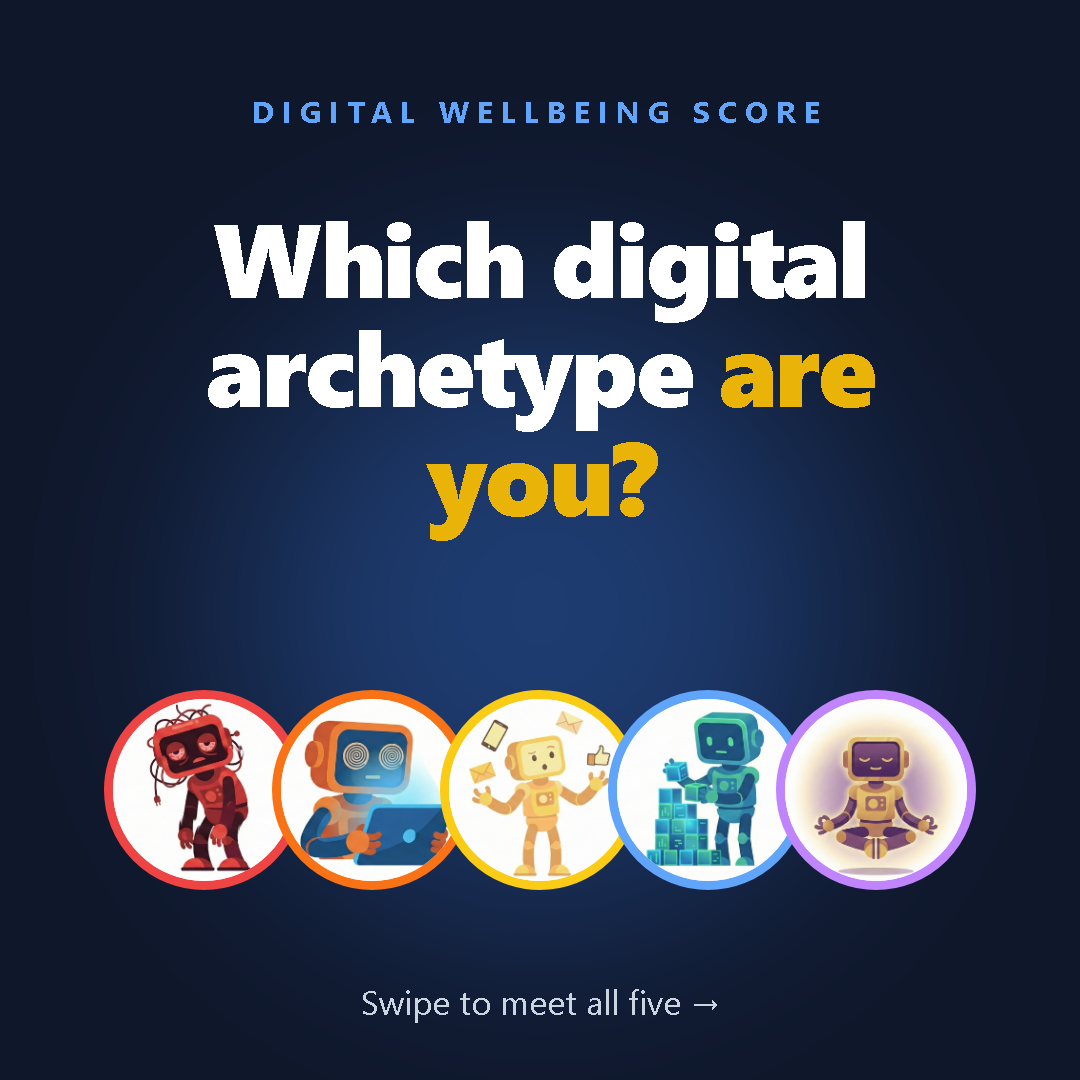 DIGITAL WELLBEING SCORE
Which digital
archetype are
you?
Swipe to meet all five →